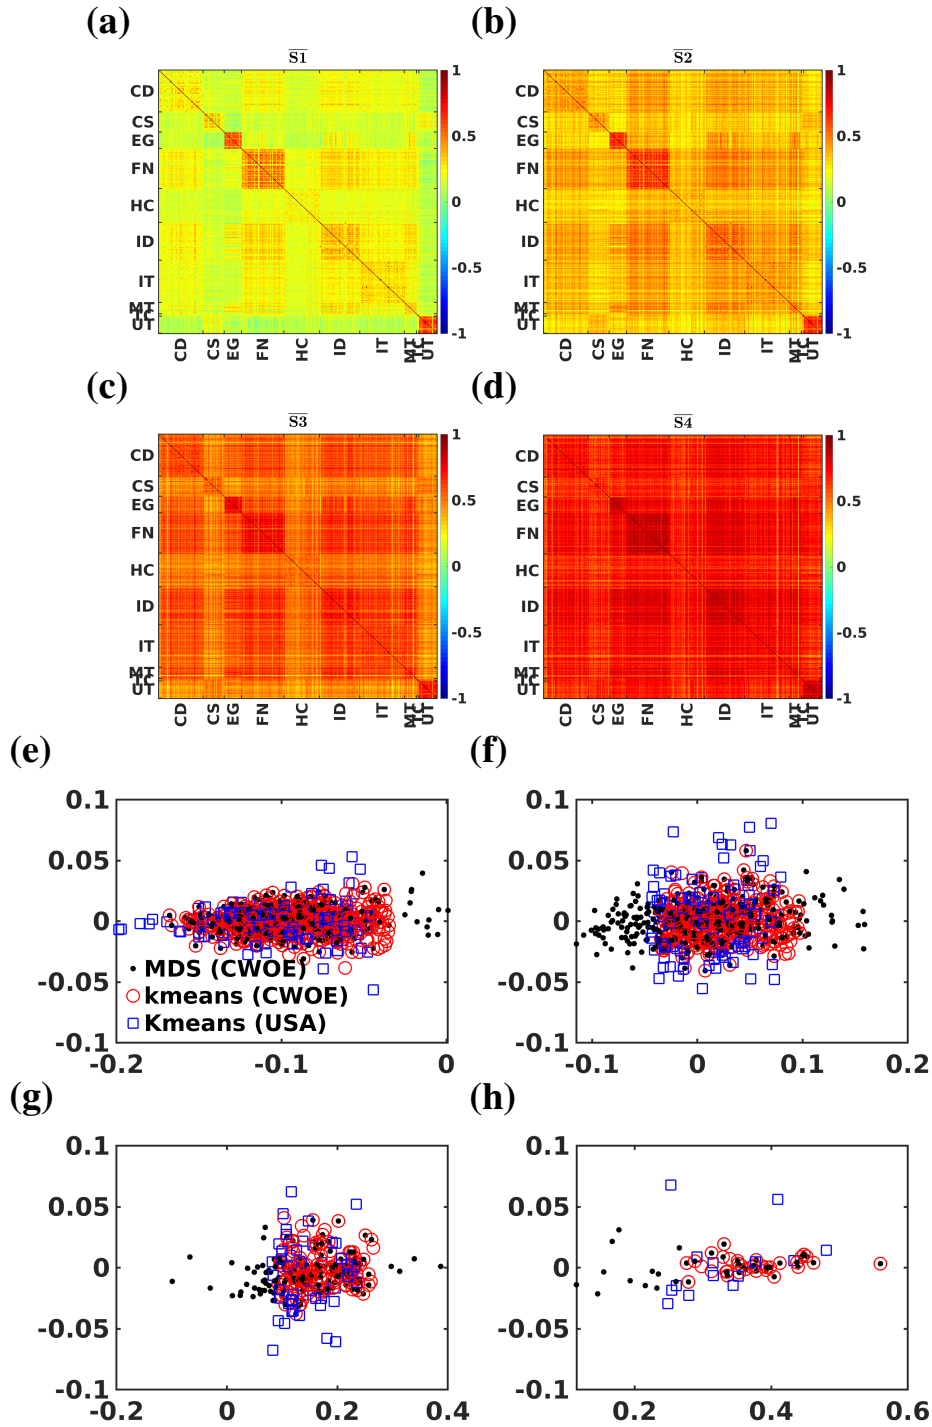 (a)
(b)
S1
S2
CD
CS
EG
FN
HC
ID
IT
MT
TC
UT
1
0.5
0
-0.5
-1
CD CS EG FN HC ID IT MT TC UT
CD
CS
EG
FN
HC
ID
IT
MT
TC
UT
1
0.5
0
-0.5
-1
CD CS EG FN HC ID IT MT TC UT
(c)
(d)
S3
S4
CD
CS
EG
FN
HC
ID
IT
MT
TC
UT
1
0.5
0
-0.5
-1
CD CS EG FN HC ID IT MT TC UT
CD
CS
EG
FN
HC
ID
IT
MT
TC
UT
1
0.5
0
-0.5
-1
CD CS EG FN HC ID IT MT TC UT
(e)
(f)
0.1
0.05
0
-0.05
-0.1
MDS (CWOE)
kmeans (CWOE)
Kmeans (USA)
-0.2 -0.1 0
0.1
0.05
0
-0.05
-0.1
-0.1 0 0.1 0.2
(g)
(h)
0.1
0.05
0
-0.05
-0.1
-0.2 0 0.2 0.4
0.1
0.05
0
-0.05
-0.1
0.2 0.4 0.6